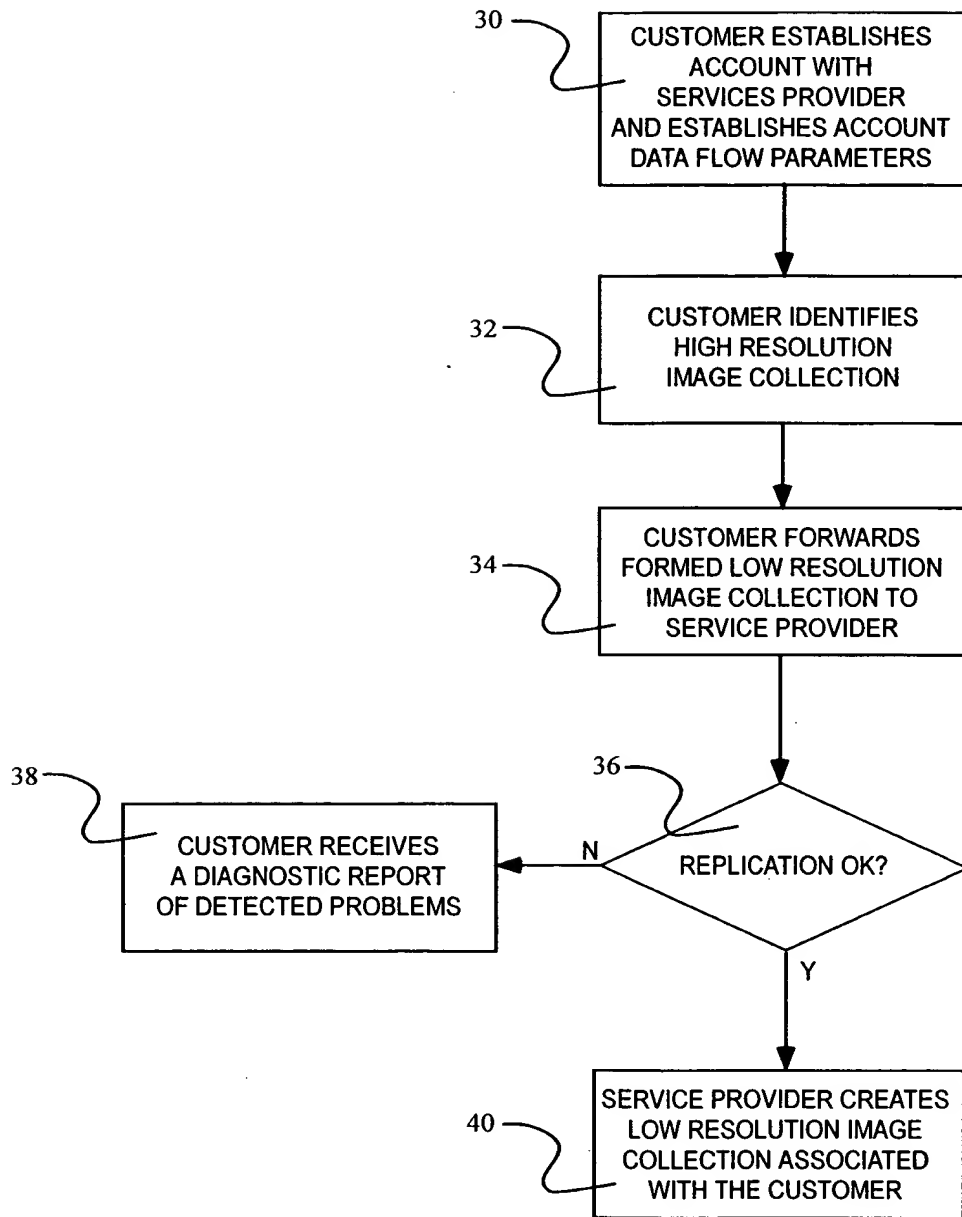 30
CUSTOMER ESTABLISHES
ACCOUNT WITH
SERVICES PROVIDER
AND ESTABLISHES ACCOUNT
DATA FLOW PARAMETERS
32
CUSTOMER IDENTIFIES
HIGH RESOLUTION
IMAGE COLLECTION
34
CUSTOMER FORWARDS
FORMED LOW RESOLUTION
IMAGE COLLECTION TO
SERVICE PROVIDER
38
CUSTOMER RECEIVES
A DIAGNOSTIC REPORT
OF DETECTED PROBLEMS
N
36
REPLICATION OK?
Y
40
SERVICE PROVIDER CREATES
LOW RESOLUTION IMAGE
COLLECTION ASSOCIATED
WITH THE CUSTOMER